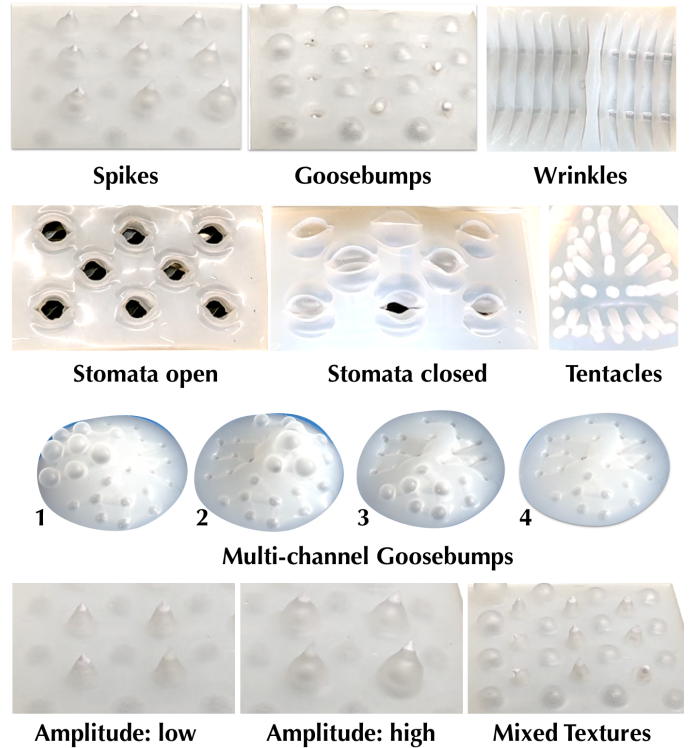 Spikes
Goosebumps
Wrinkles
Stomata open
Stomata closed
Tentacles
1
2
3
4
Multi-channel Goosebumps
Amplitude: low
Amplitude: high
Mixed Textures